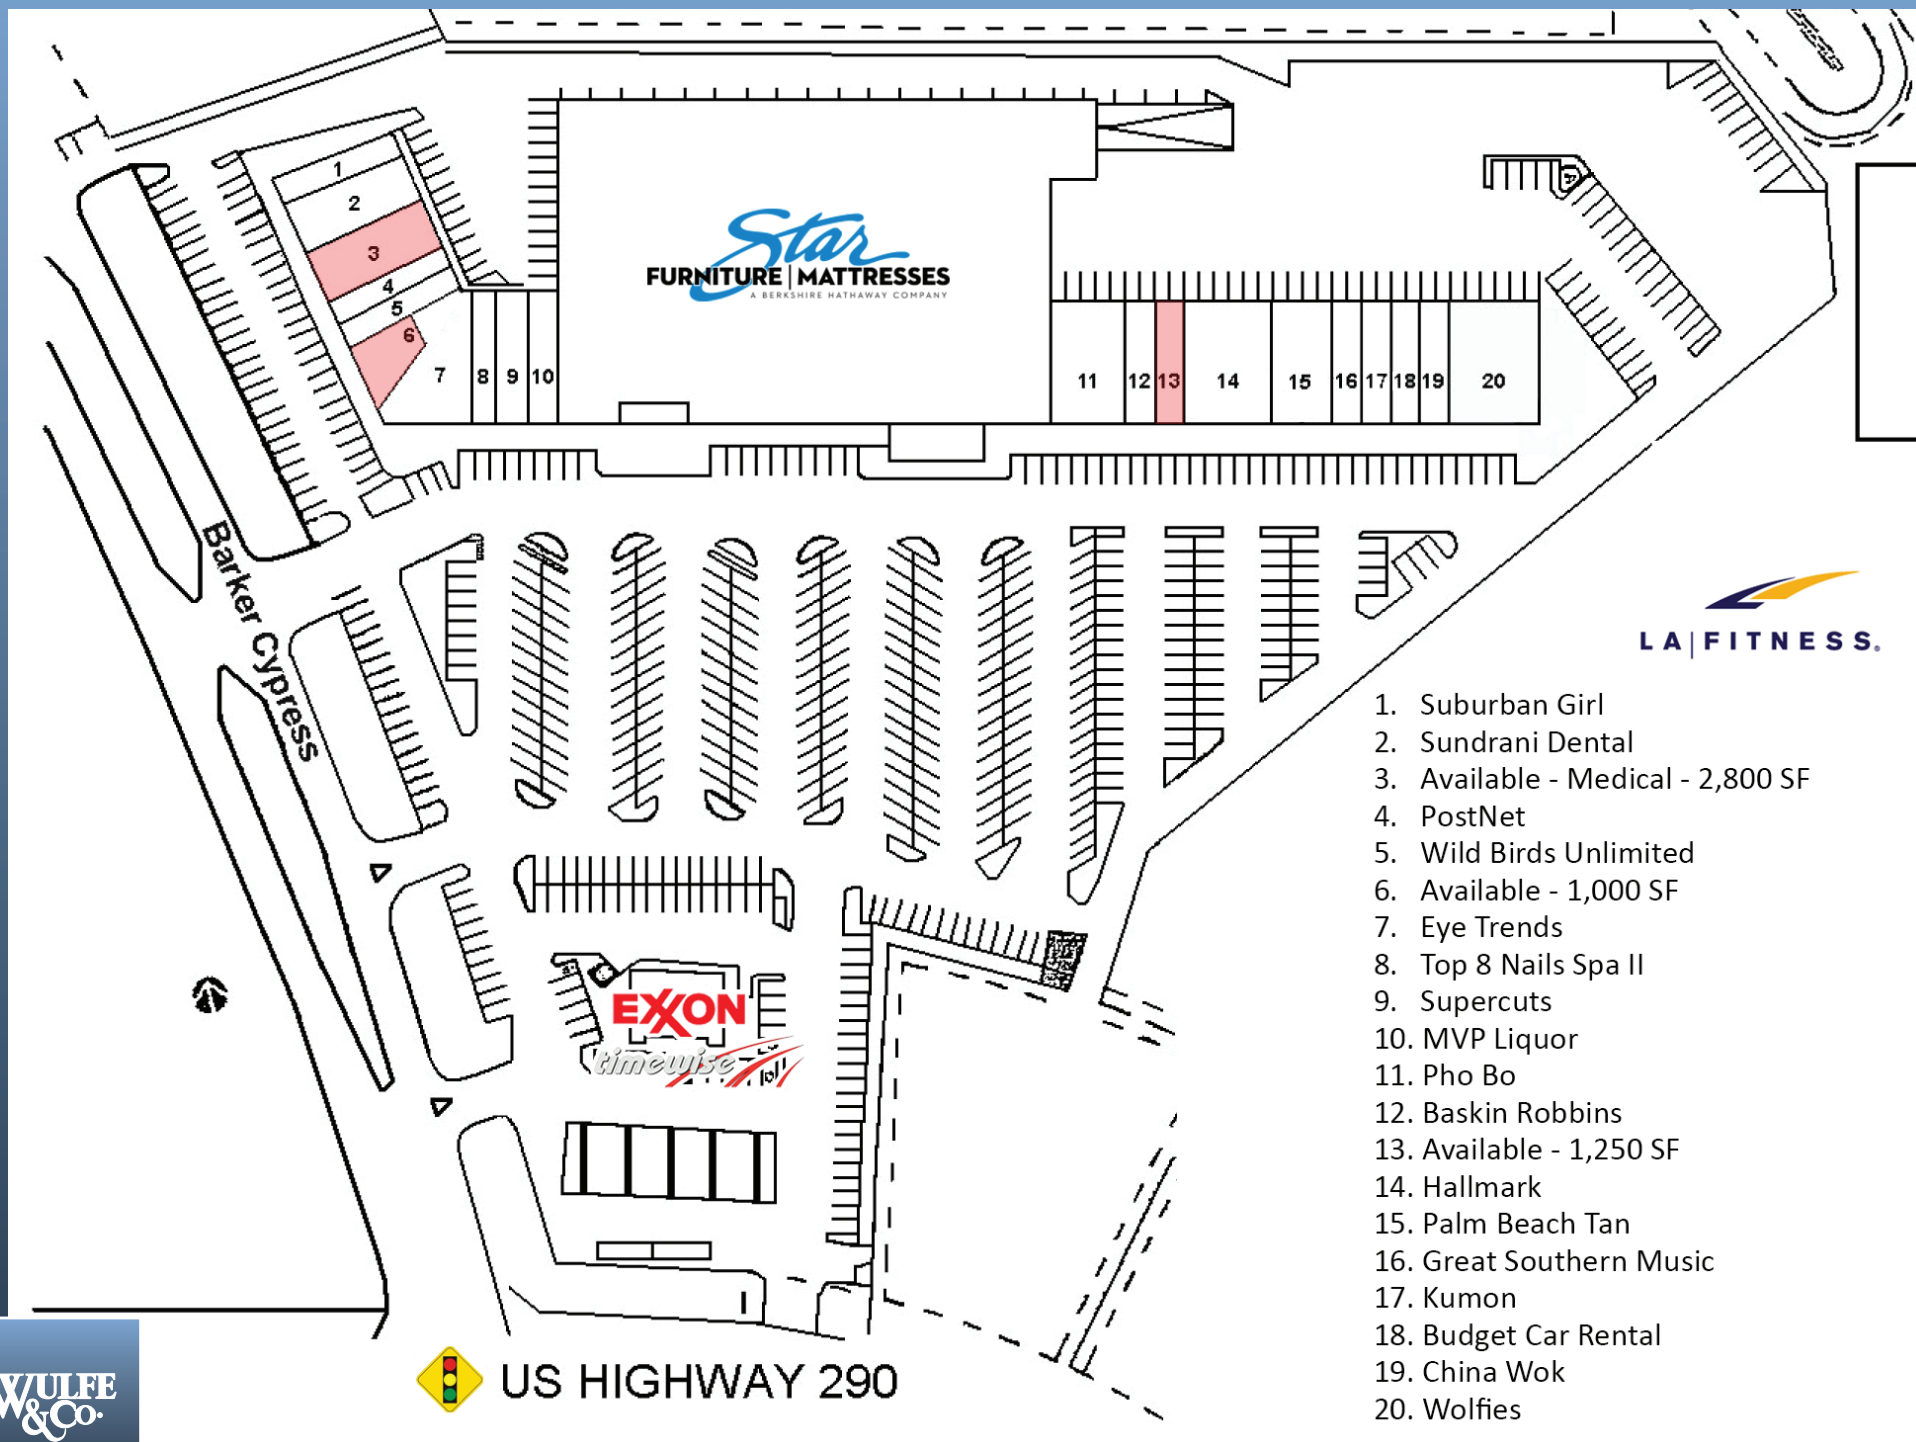 1
2
3
4
5
6
7
8
9
10
Star
FURNITURE | MATTRESSES
A BERKSHIRE HATHAWAY COMPANY
11
12
13
14
15
16
17
18
19
20
Barker Cypress
LA|FITNESS.
1. Suburban Girl
2. Sundrani Dental
3. Available - Medical - 2,800 SF
4. PostNet
5. Wild Birds Unlimited
6. Available - 1,000 SF
7. Eye Trends
8. Top 8 Nails Spa II
9. Supercuts
10. MVP Liquor
11. Pho Bo
12. Baskin Robbins
13. Available - 1,250 SF
14. Hallmark
15. Palm Beach Tan
16. Great Southern Music
17. Kumon
18. Budget Car Rental
19. China Wok
20. Wolfies
EXXON
timewise
US HIGHWAY 290
WULFE
& CO.